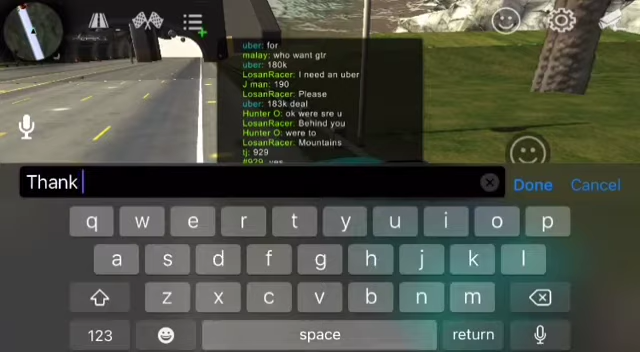 uber: for
malay: who want gtr
uber: 180k
LosanRacer: I need an uber
J man: 190
LosanRacer: Please
uber: 183k deal
Hunter O: ok were sre u
LosanRacer: Behind you
Hunter O: were to
LosanRacer: Mountains
tj: 929
#929 yes
Thank
Done
Cancel
q w e r t y u i o p
a s d f g h j k l
z x c v b n m
123
space
return